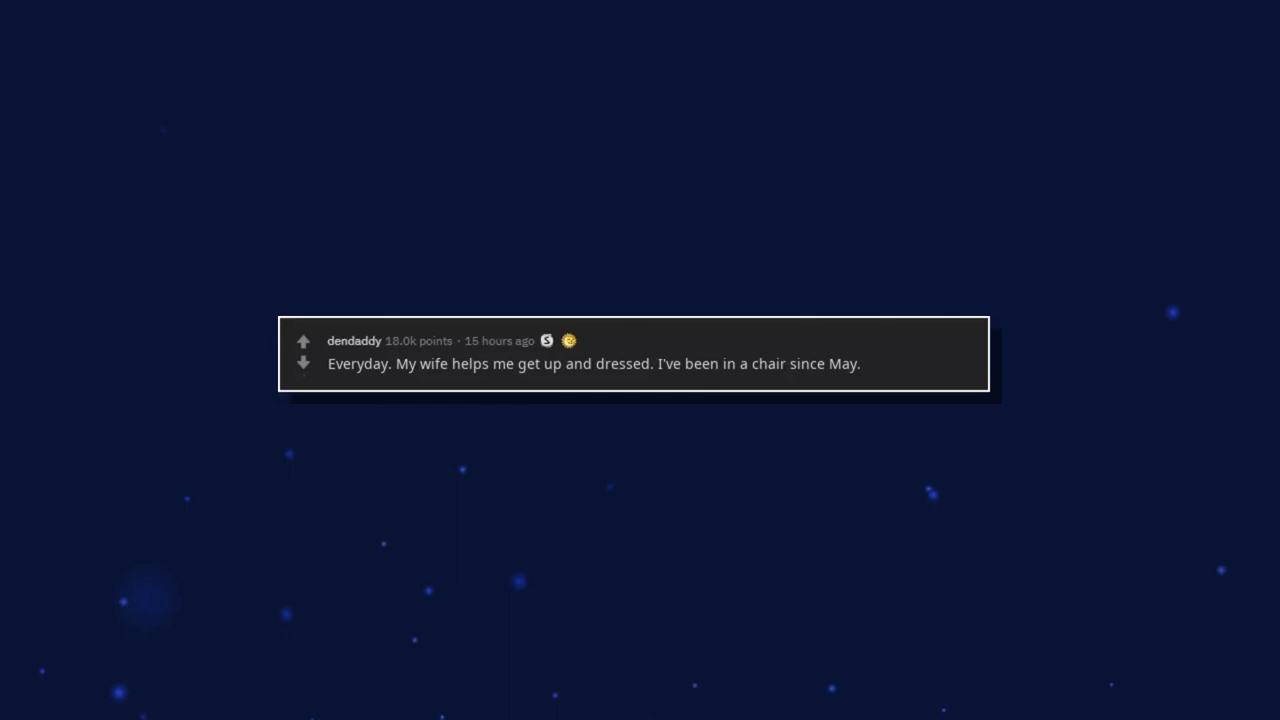 dendaddy 18.0k points · 15 hours ago
Everyday. My wife helps me get up and dressed. I've been in a chair since May.